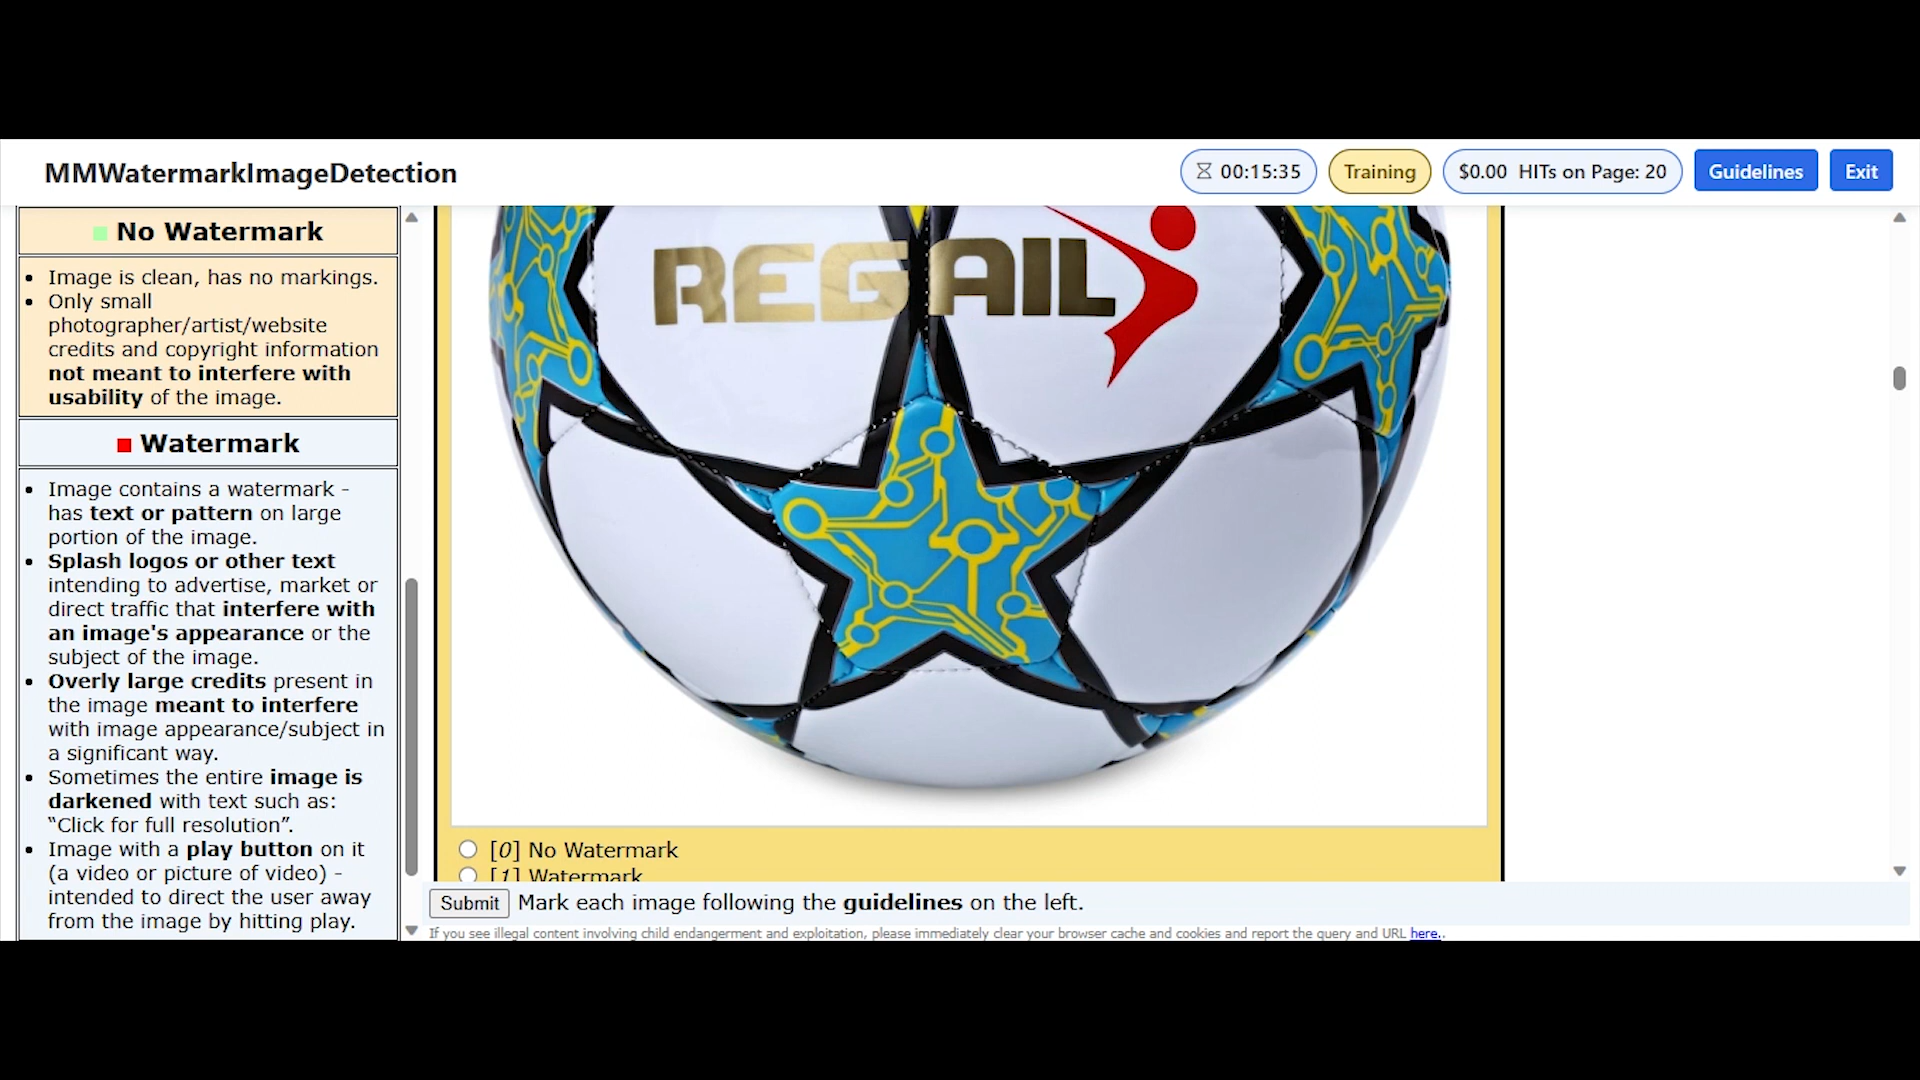 MMWatermarkImageDetection
00:15:35
Training
$0.00 HITs on Page: 20
Guidelines
Exit
No Watermark
• Image is clean, has no markings.
• Only small
photographer/artist/website
credits and copyright information
not meant to interfere with
usability of the image.
Watermark
• Image contains a watermark -
has text or pattern on large
portion of the image.
• Splash logos or other text
intending to advertise, market or
direct traffic that interfere with
an image's appearance or the
subject of the image.
• Overly large credits present in
the image meant to interfere
with image appearance/subject in
a significant way.
• Sometimes the entire image is
darkened with text such as:
“Click for full resolution”.
• Image with a play button on it
(a video or picture of video) -
intended to direct the user away
from the image by hitting play.
REGAIL
[0] No Watermark
[1] Watermark
Submit Mark each image following the guidelines on the left.
If you see illegal content involving child endangerment and exploitation, please immediately clear your browser cache and cookies and report the query and URL here..